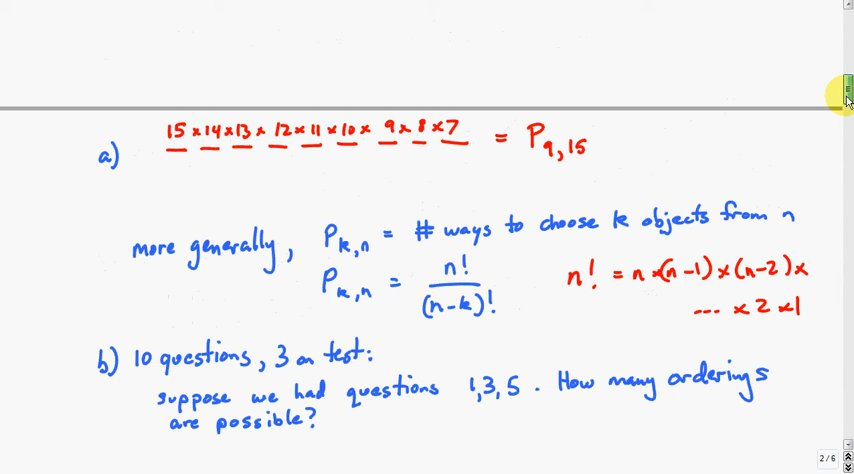 a) 15 × 14 × 13 × 12 × 11 × 10 × 9 × 8 × 7 = P9,15
more generally, Pk,n = # ways to choose k objects from n
Pk,n = n! / (n-k)!
n! = n × (n-1) × (n-2) ×
.... × 2 × 1
b) 10 questions, 3 on test:
suppose we had questions 1,3,5. How many orderings
are possible?
2/6